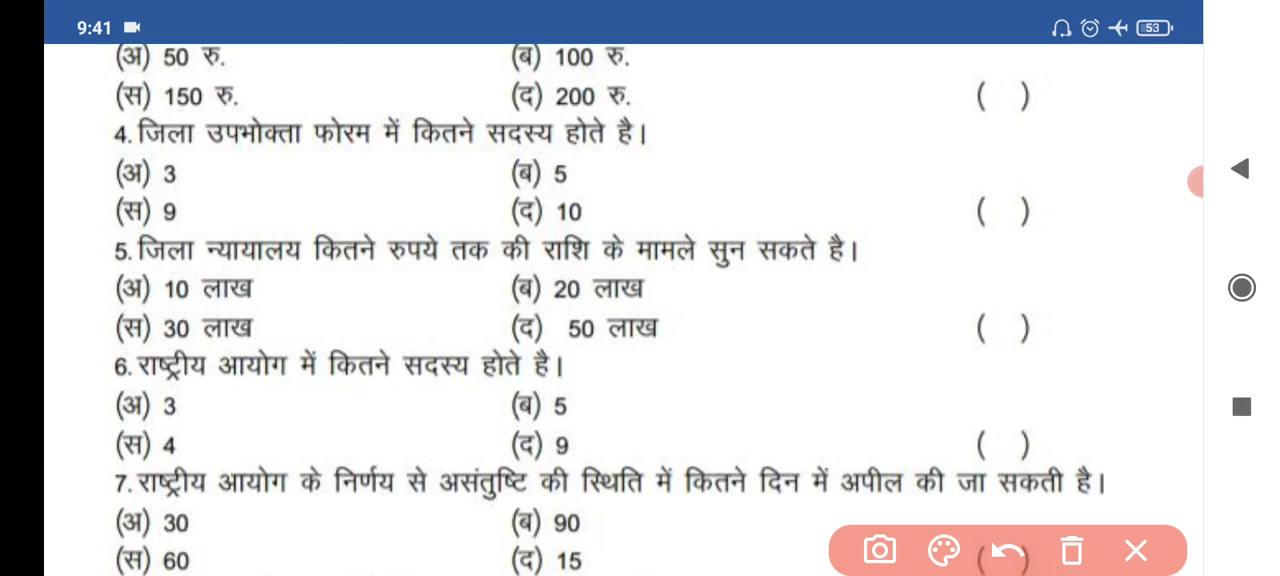 9:41 53
(अ) 50 रु. (ब) 100 रु.
(स) 150 रु. (द) 200 रु. ( )
4. जिला उपभोक्ता फोरम में कितने सदस्य होते है।
(अ) 3 (ब) 5
(स) 9 (द) 10 ( )
5. जिला न्यायालय कितने रुपये तक की राशि के मामले सुन सकते है।
(अ) 10 लाख (ब) 20 लाख
(स) 30 लाख (द) 50 लाख ( )
6. राष्ट्रीय आयोग में कितने सदस्य होते है।
(अ) 3 (ब) 5
(स) 4 (द) 9 ( )
7. राष्ट्रीय आयोग के निर्णय से असंतुष्टि की स्थिति में कितने दिन में अपील की जा सकती है।
(अ) 30 (ब) 90
(स) 60 (द) 15 ( )